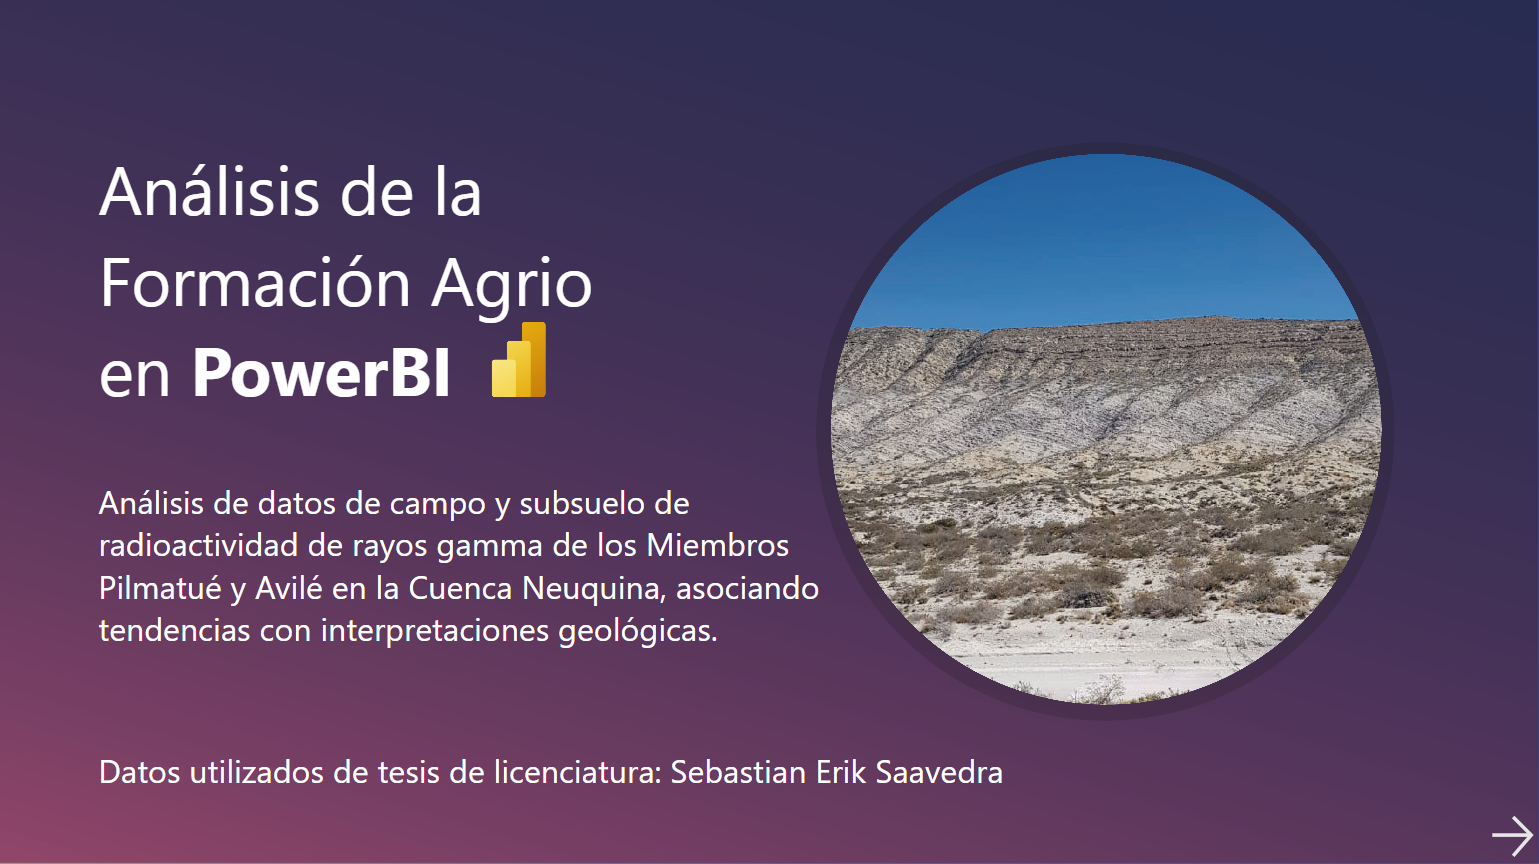 Análisis de la
Formación Agrio
en PowerBI
Análisis de datos de campo y subsuelo de
radioactividad de rayos gamma de los Miembros
Pilmatué y Avilé en la Cuenca Neuquina, asociando
tendencias con interpretaciones geológicas.
Datos utilizados de tesis de licenciatura: Sebastian Erik Saavedra